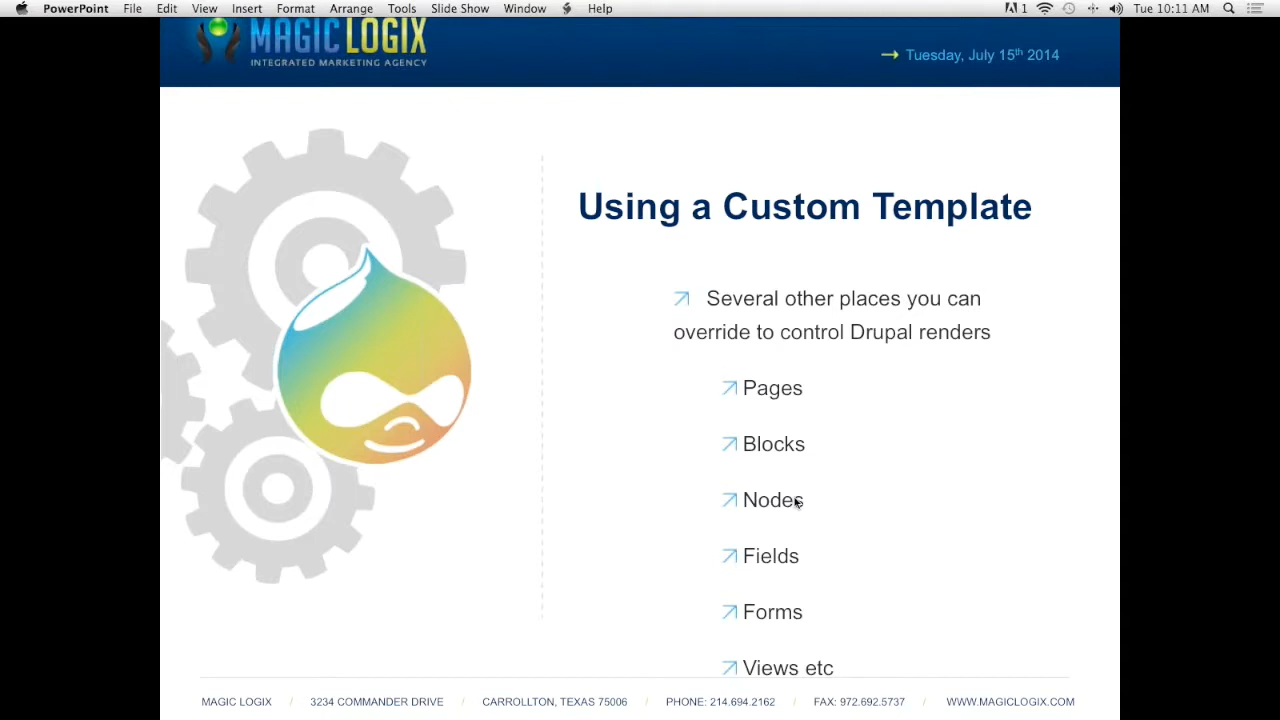 PowerPoint File Edit View Insert Format Arrange Tools Slide Show Window Help 1 Tue 10:11 AM
MAGIC LOGIX
INTEGRATED MARKETING AGENCY
Tuesday, July 15th 2014
Using a Custom Template
Several other places you can
override to control Drupal renders
Pages
Blocks
Nodes
Fields
Forms
Views etc
MAGIC LOGIX / 3234 COMMANDER DRIVE / CARROLLTON, TEXAS 75006 / PHONE: 214.694.2162 / FAX: 972.692.5737 / WWW.MAGICLOGIX.COM